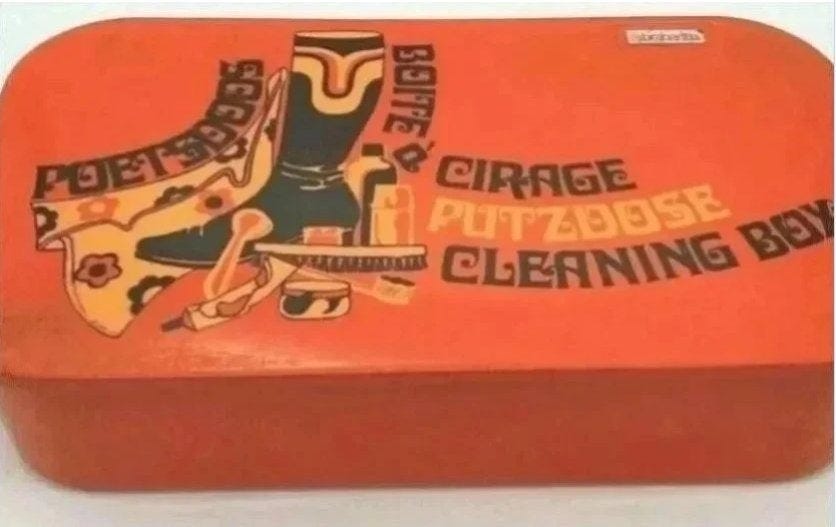 POETSDOOS
BOITE à CIRAGE
PUTZDOSE
CLEANING BOX